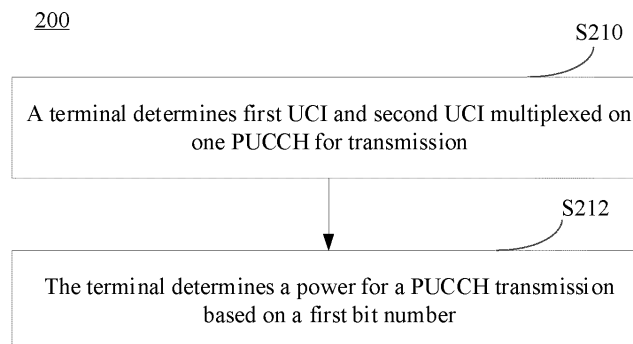 200
S210
A terminal determines first UCI and second UCI multiplexed on
one PUCCH for transmission
S212
The terminal determines a power for a PUCCH transmission
based on a first bit number